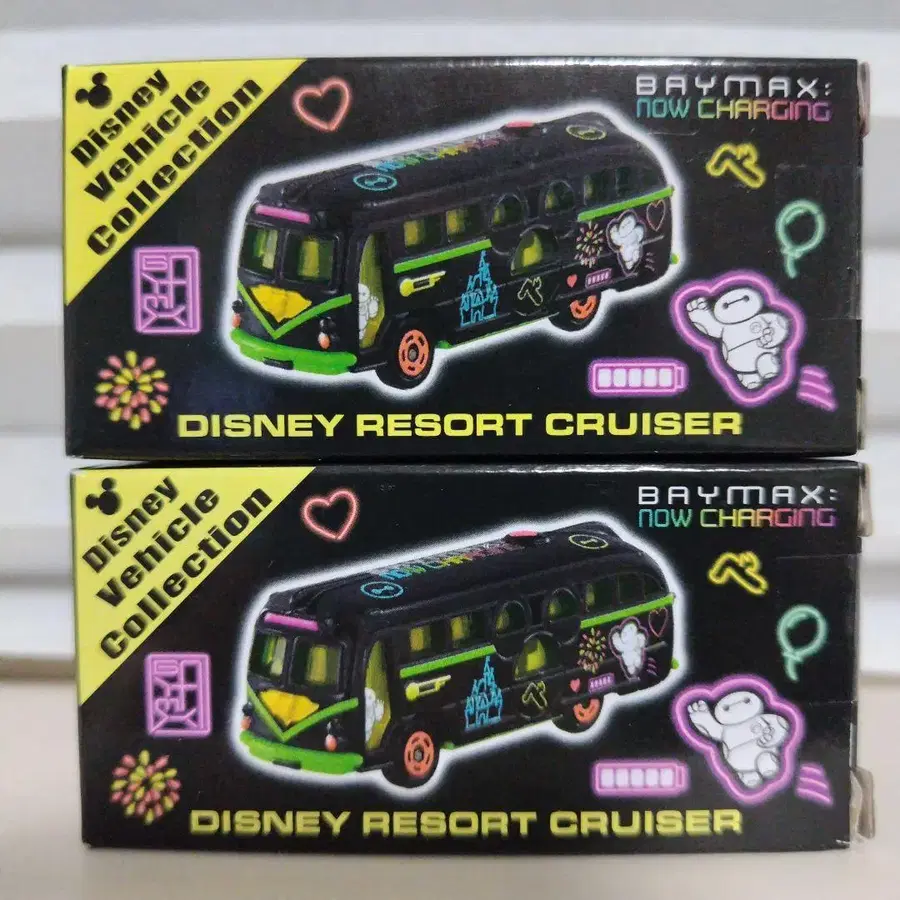 Disney
Vehicle
Collection
BAYMAX:
NOW CHARGING
DISNEY RESORT CRUISER
Disney
Vehicle
Collection
BAYMAX:
NOW CHARGING
DISNEY RESORT CRUISER